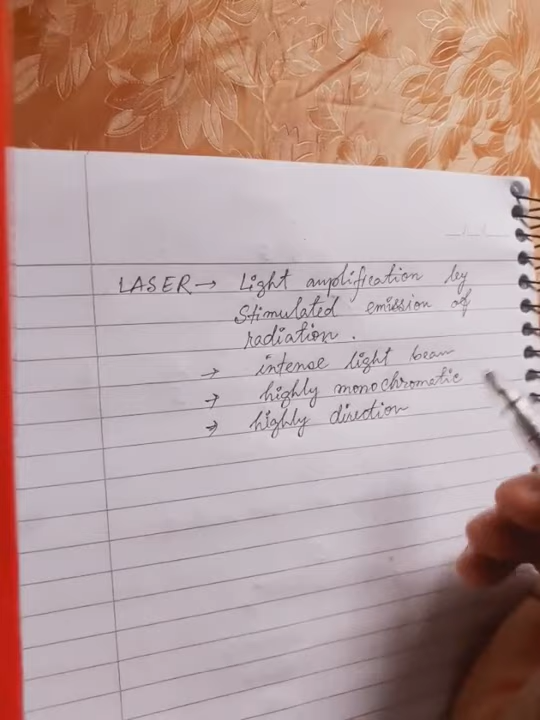 LASER → Light amplification by
Stimulated emission of
radiation.
→ intense light beam
→ highly monochromatic
→ highly direction